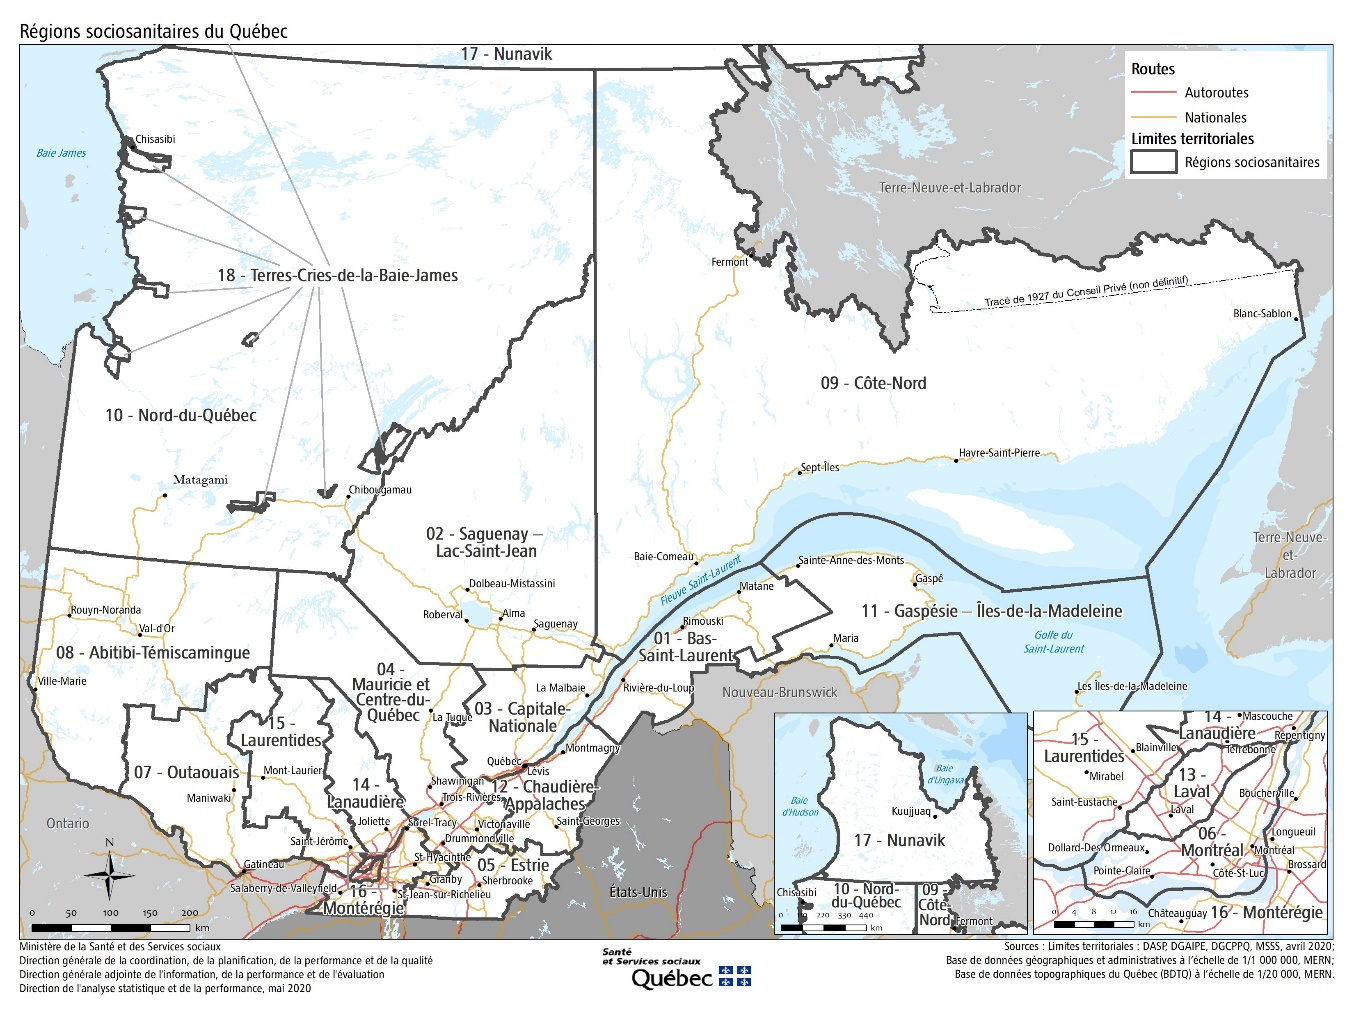 Régions sociosanitaires du Québec
17 - Nunavik
Routes
Autoroutes
Nationales
Limites territoriales
Régions sociosanitaires
Baie James
Chisasibi
Terre-Neuve-et-Labrador
Fermont
18 - Terres-Cries-de-la-Baie-James
Tracé de 1927 du Conseil Privé (non définitif)
Blanc-Sablon
09 - Côte-Nord
10 - Nord-du-Québec
Matagami
Chibougamau
Sept-Îles
Havre-Saint-Pierre
02 - Saguenay –
Lac-Saint-Jean
Baie-Comeau
Fleuve Saint-Laurent
Sainte-Anne-des-Monts
Gaspé
Matane
Terre-Neuve-
et-
Labrador
Dolbeau-Mistassini
Roberval
Alma
Saguenay
Rimouski
11 - Gaspésie – Îles-de-la-Madeleine
Rouyn-Noranda
Val-d'Or
01 - Bas-
Saint-Laurent
Maria
Golfe du
Saint-Laurent
08 - Abitibi-Témiscamingue
Ville-Marie
04 -
Mauricie et
Centre-du-
Québec
La Tuque
La Malbaie
Rivière-du-Loup
Nouveau-Brunswick
Les Îles-de-la-Madeleine
03 - Capitale-
Nationale
15 -
Laurentides
Montmagny
Québec
Lévis
07 - Outaouais
Mont-Laurier
Maniwaki
14 -
Lanaudière
Shawinigan
Trois-Rivières
12 - Chaudière-
Appalaches
Saint-Georges
Ontario
Joliette
Sorel-Tracy
Victoriaville
Drummondville
Saint-Jérôme
St-Hyacinthe
05 - Estrie
Gatineau
Granby
Sherbrooke
Salaberry-de-Valleyfield
St-Jean-sur-Richelieu
16 -
Montérégie
États-Unis
N
0 50 100 150 200
km
Baie
d'Hudson
Baie
d'Ungava
Kuujjuaq
17 - Nunavik
Chisasibi
10 - Nord-
du-Québec
09 -
Côte-
Nord
Fermont
0 110 220 330 440
km
14 -
Lanaudière
Mascouche
Repentigny
Terrebonne
15 -
Laurentides
Blainville
Mirabel
13 -
Laval
Laval
Boucherville
Saint-Eustache
06 -
Montréal
Longueuil
Montréal
Dollard-Des Ormeaux
Pointe-Claire
Côte-St-Luc
Brossard
Châteauguay
16 - Montérégie
0 4 8 12 16
km
Ministère de la Santé et des Services sociaux
Direction générale de la coordination, de la planification, de la performance et de la qualité
Direction générale adjointe de l'information, de la performance et de l'évaluation
Direction de l'analyse statistique et de la performance, mai 2020
Santé
et Services sociaux
Québec
Sources : Limites territoriales : DASP, DGAIPE, DGCPPQ, MSSS, avril 2020;
Base de données géographiques et administratives à l'échelle de 1/1 000 000, MERN;
Base de données topographiques du Québec (BDTQ) à l'échelle de 1/20 000, MERN.